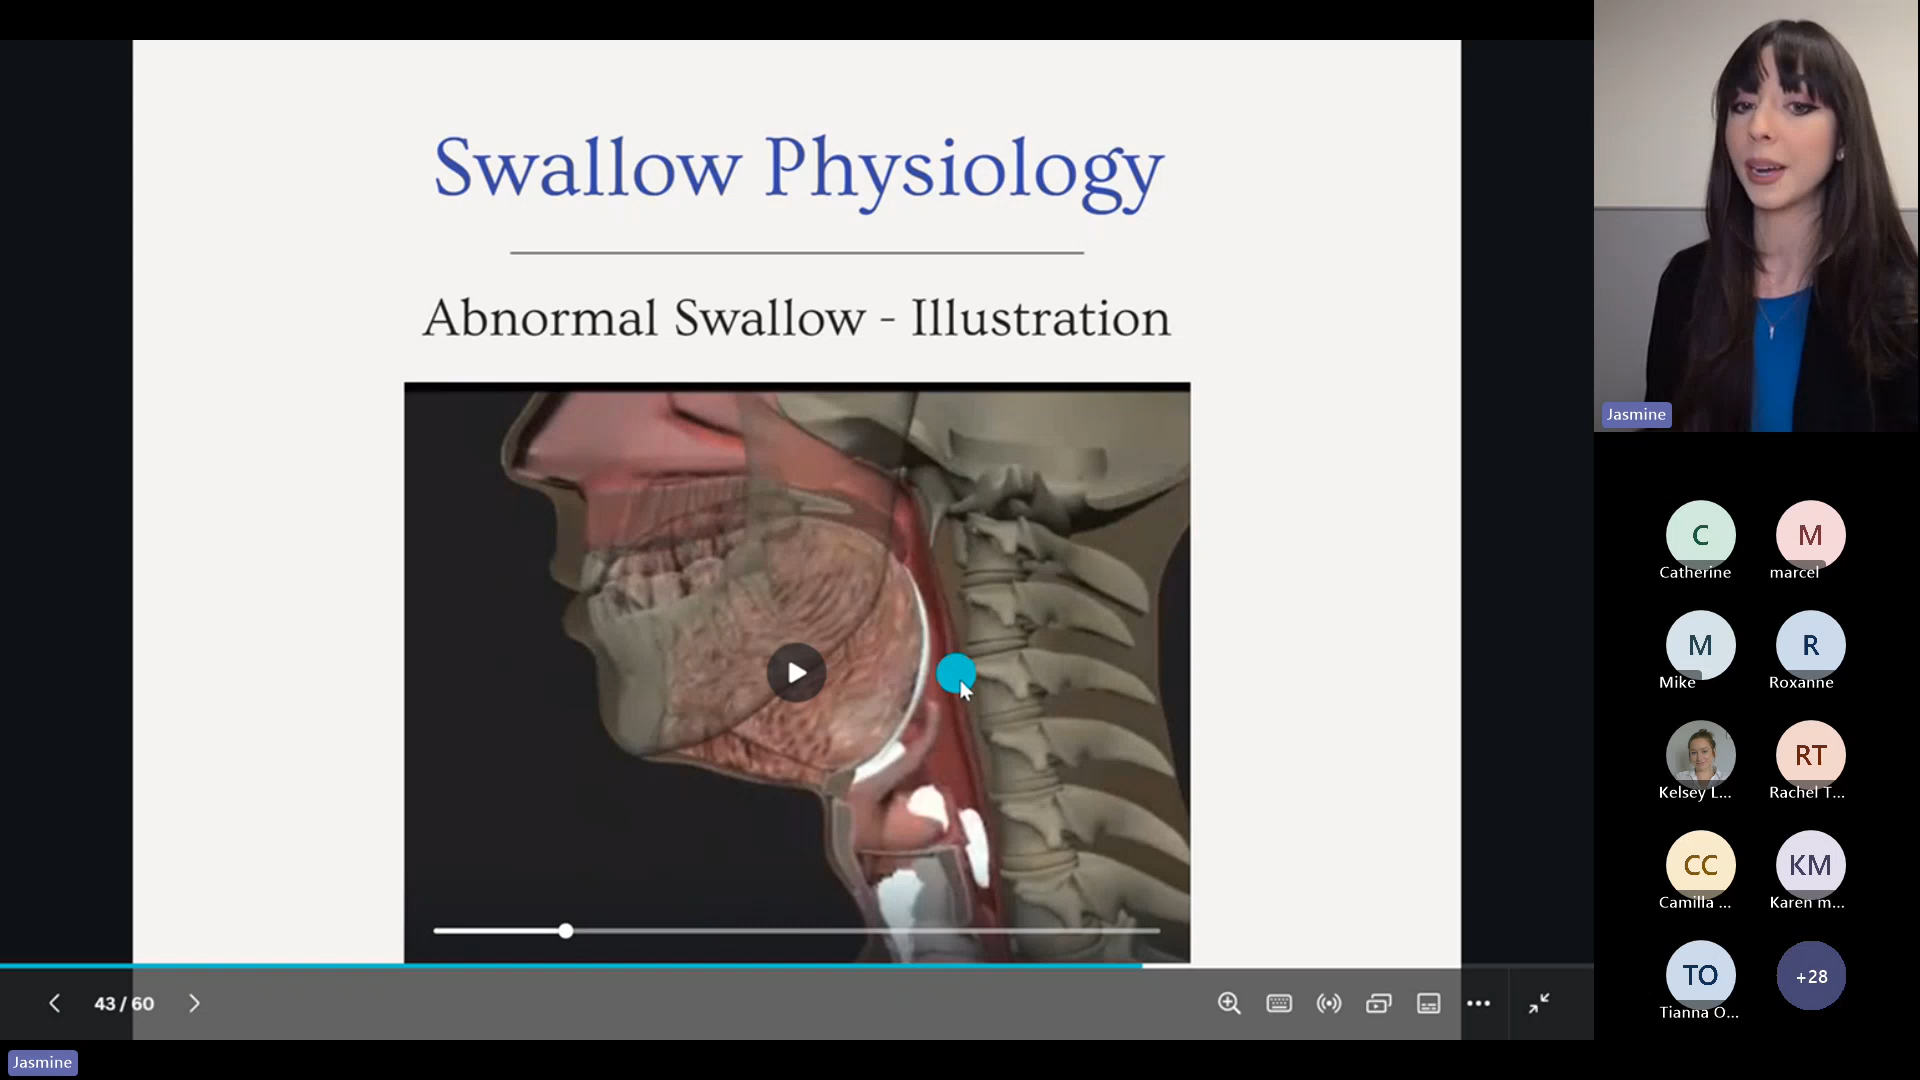 Swallow Physiology
Abnormal Swallow - Illustration
43 / 60
Jasmine
Jasmine
C
Catherine
M
marcel
M
Mike
R
Roxanne
Kelsey L...
RT
Rachel T...
CC
Camilla ...
KM
Karen m...
TO
Tianna O...
+28